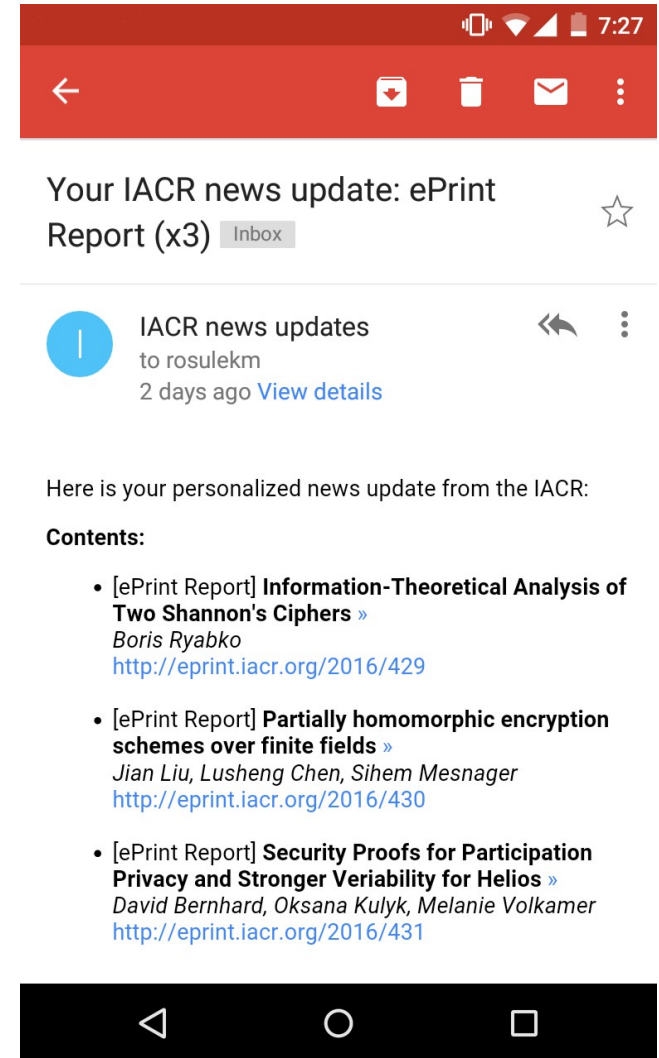 7:27
Your IACR news update: ePrint
Report (x3) Inbox
I
IACR news updates
to rosulekm
2 days ago View details
Here is your personalized news update from the IACR:
Contents:
• [ePrint Report] Information-Theoretical Analysis of
Two Shannon's Ciphers »
Boris Ryabko
http://eprint.iacr.org/2016/429
• [ePrint Report] Partially homomorphic encryption
schemes over finite fields »
Jian Liu, Lusheng Chen, Sihem Mesnager
http://eprint.iacr.org/2016/430
• [ePrint Report] Security Proofs for Participation
Privacy and Stronger Veriability for Helios »
David Bernhard, Oksana Kulyk, Melanie Volkamer
http://eprint.iacr.org/2016/431